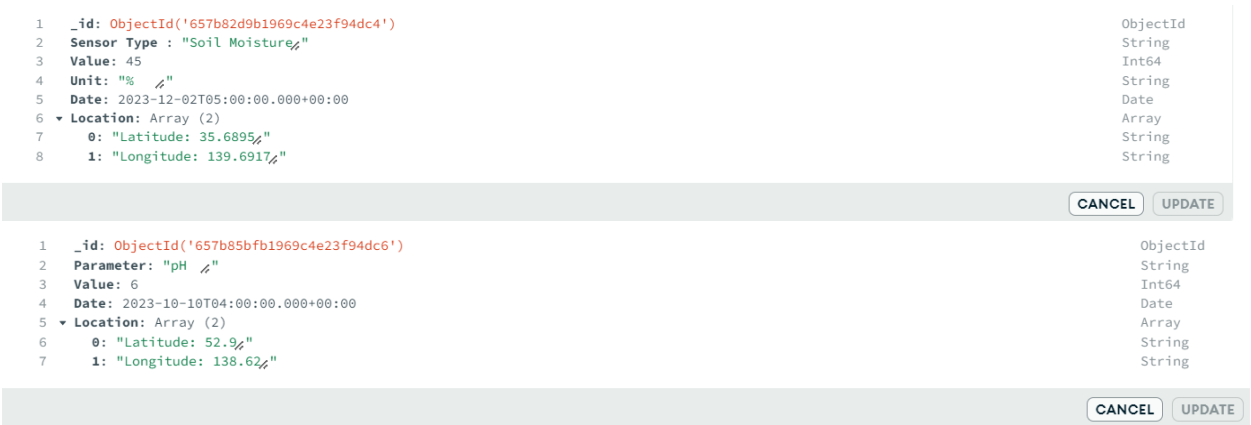 1 _id: ObjectId('657b82d9b1969c4e23f94dc4') ObjectId
2 Sensor Type : "Soil Moisture" String
3 Value: 45 Int64
4 Unit: "% " String
5 Date: 2023-12-02T05:00:00.000+00:00 Date
6 Location: Array (2) Array
7 0: "Latitude: 35.6895" String
8 1: "Longitude: 139.6917" String
CANCEL UPDATE
1 _id: ObjectId('657b85bfb1969c4e23f94dc6') ObjectId
2 Parameter: "pH " String
3 Value: 6 Int64
4 Date: 2023-10-10T04:00:00.000+00:00 Date
5 Location: Array (2) Array
6 0: "Latitude: 52.9" String
7 1: "Longitude: 138.62" String
CANCEL UPDATE